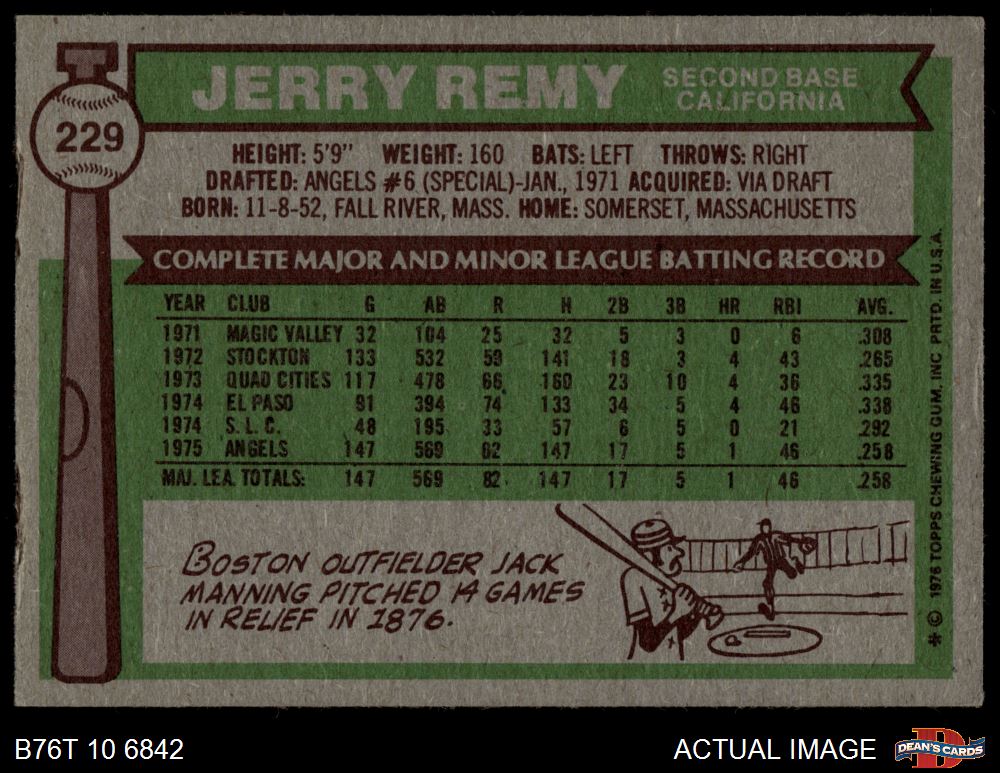 JERRY REMY
SECOND BASE
CALIFORNIA
229
HEIGHT: 5'9" WEIGHT: 160 BATS: LEFT THROWS: RIGHT
DRAFTED: ANGELS #6 (SPECIAL)-JAN., 1971 ACQUIRED: VIA DRAFT
BORN: 11-8-52, FALL RIVER, MASS. HOME: SOMERSET, MASSACHUSETTS
COMPLETE MAJOR AND MINOR LEAGUE BATTING RECORD
YEAR CLUB G AB R H 2B 3B HR RBI AVG.
1971 MAGIC VALLEY 32 104 25 32 5 3 0 6 .308
1972 STOCKTON 133 532 59 141 18 3 4 43 .265
1973 QUAD CITIES 117 478 66 160 23 10 4 36 .335
1974 EL PASO 91 394 74 133 34 5 4 46 .338
1974 S. L. C. 48 195 33 57 6 5 0 21 .292
1975 ANGELS 147 569 82 147 17 5 1 46 .258
MAJ. LEA. TOTALS: 147 569 82 147 17 5 1 46 .258
BOSTON OUTFIELDER JACK
MANNING PITCHED 14 GAMES
IN RELIEF IN 1876.
* © 1976 TOPPS CHEWING GUM, INC PRTD. IN U.S.A.
B76T 10 6842
ACTUAL IMAGE
D
DEAN'S CARDS